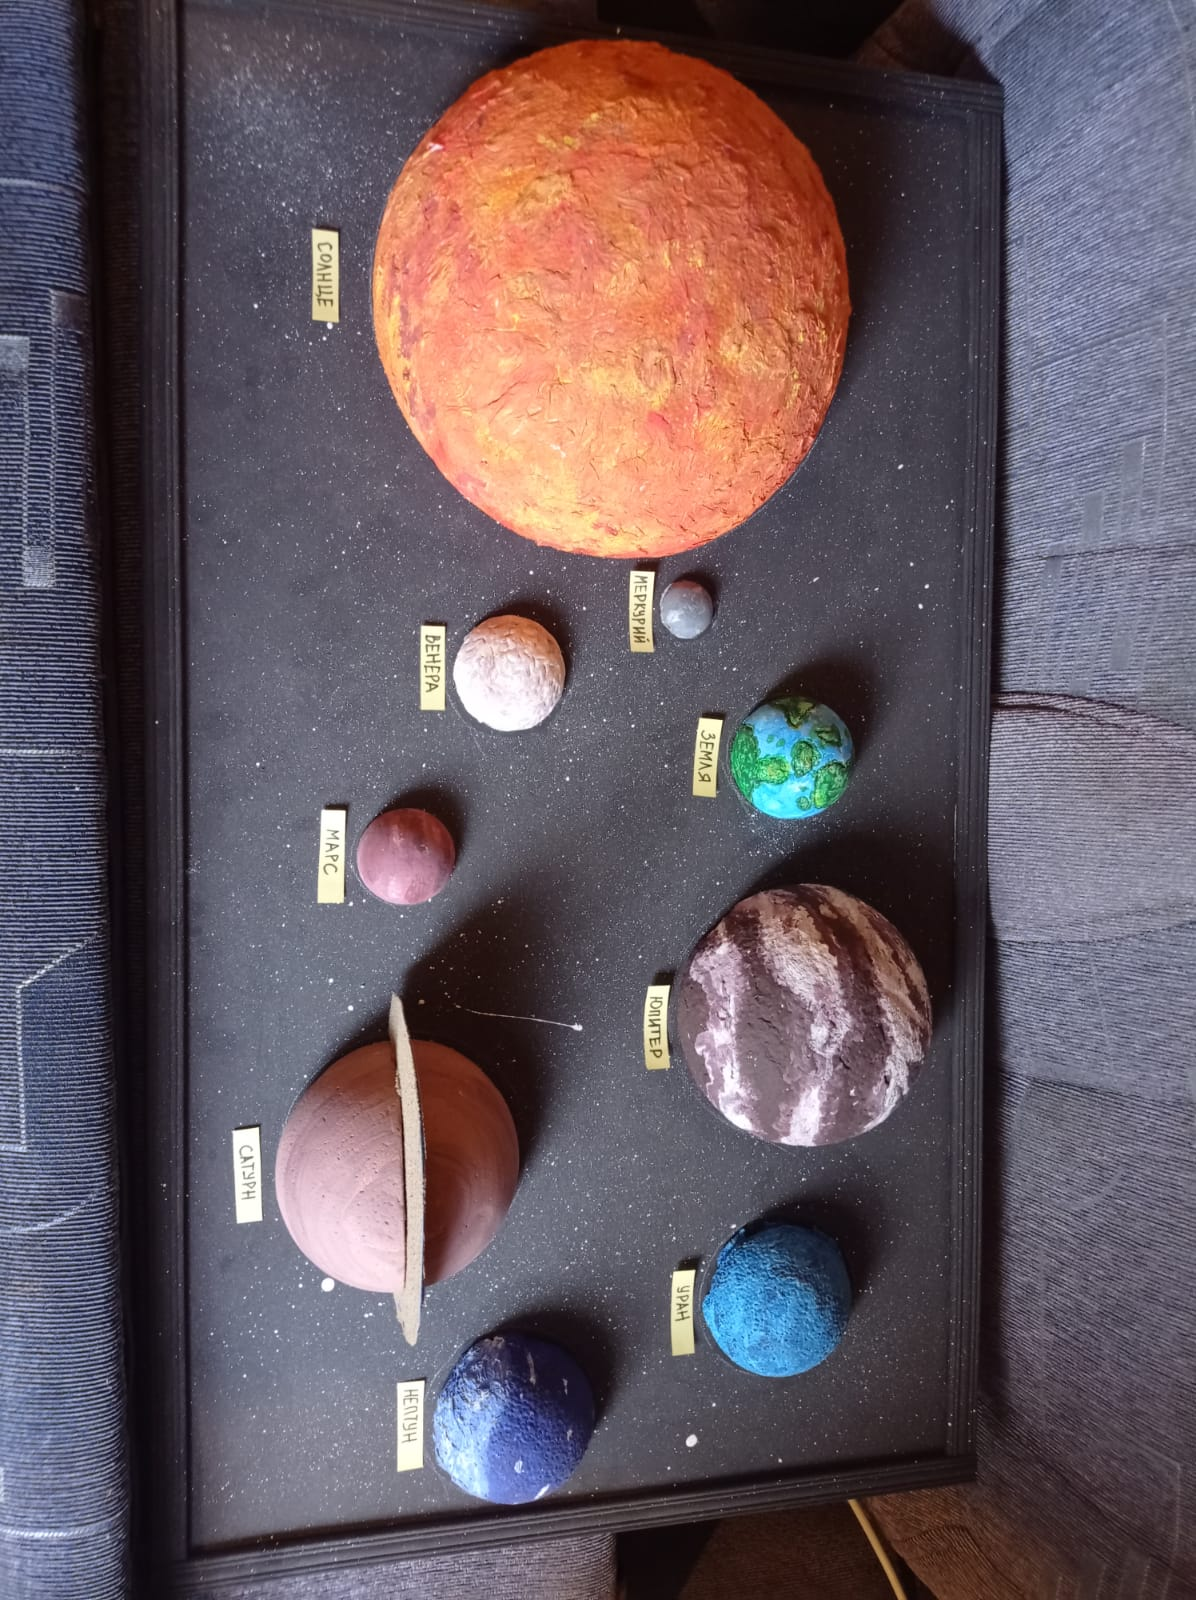 СОЛНЦЕ
МЕРКУРИЙ
ВЕНЕРА
ЗЕМЛЯ
МАРС
ЮПИТЕР
САТУРН
УРАН
НЕПТУН